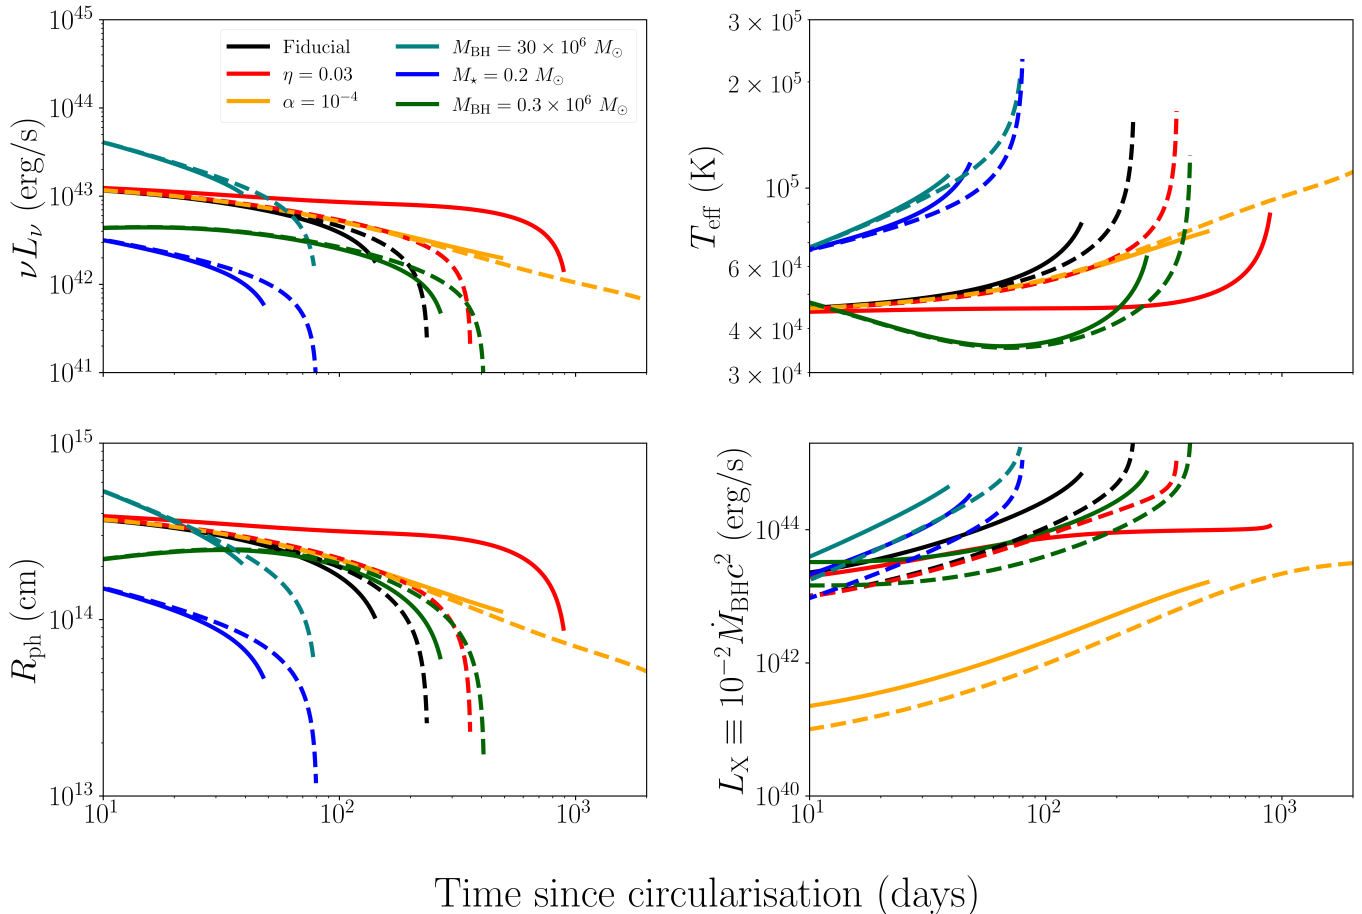 10^45
10^44
10^43
10^42
10^41
νL_ν (erg/s)
Fiducial
η = 0.03
α = 10^−4
M_BH = 30 × 10^6 M_⊙
M_⋆ = 0.2 M_⊙
M_BH = 0.3 × 10^6 M_⊙
3 × 10^5
2 × 10^5
10^5
6 × 10^4
4 × 10^4
3 × 10^4
T_eff (K)
10^15
10^14
10^13
R_ph (cm)
10^1
10^2
10^3
10^44
10^42
10^40
L_X ≡ 10^−2 Ṁ_BH c^2 (erg/s)
10^1
10^2
10^3
Time since circularisation (days)